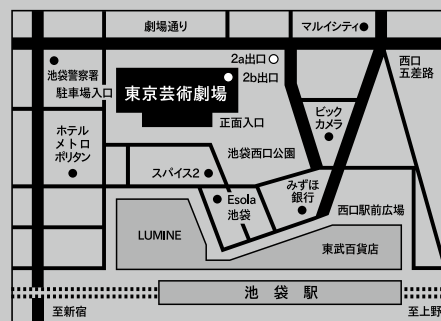 劇場通り
マルイシティ
2a出口
2b出口
西口
五差路
池袋警察署
駐車場入口
東京芸術劇場
正面入口
ビック
カメラ
ホテル
メトロ
ポリタン
池袋西口公園
スパイス2
みずほ
銀行
Esola
池袋
西口駅前広場
LUMINE
東武百貨店
池袋駅
至新宿
至上野